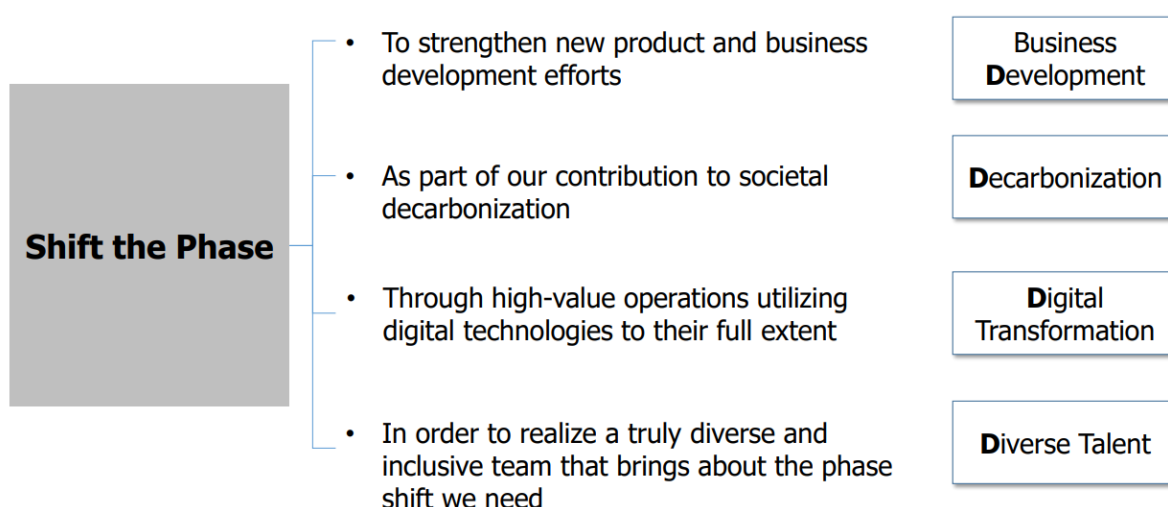 Shift the Phase
• To strengthen new product and business
development efforts
Business
Development
• As part of our contribution to societal
decarbonization
Decarbonization
• Through high-value operations utilizing
digital technologies to their full extent
Digital
Transformation
• In order to realize a truly diverse and
inclusive team that brings about the phase
shift we need
Diverse Talent